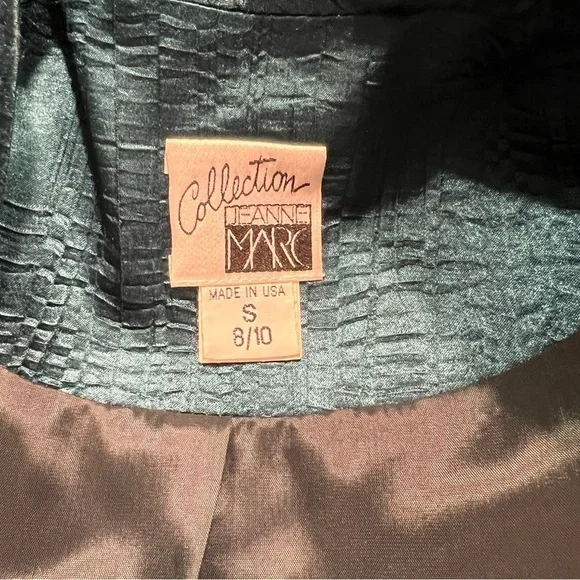 Collection
JEANNE
MARC
MADE IN USA
S
8/10